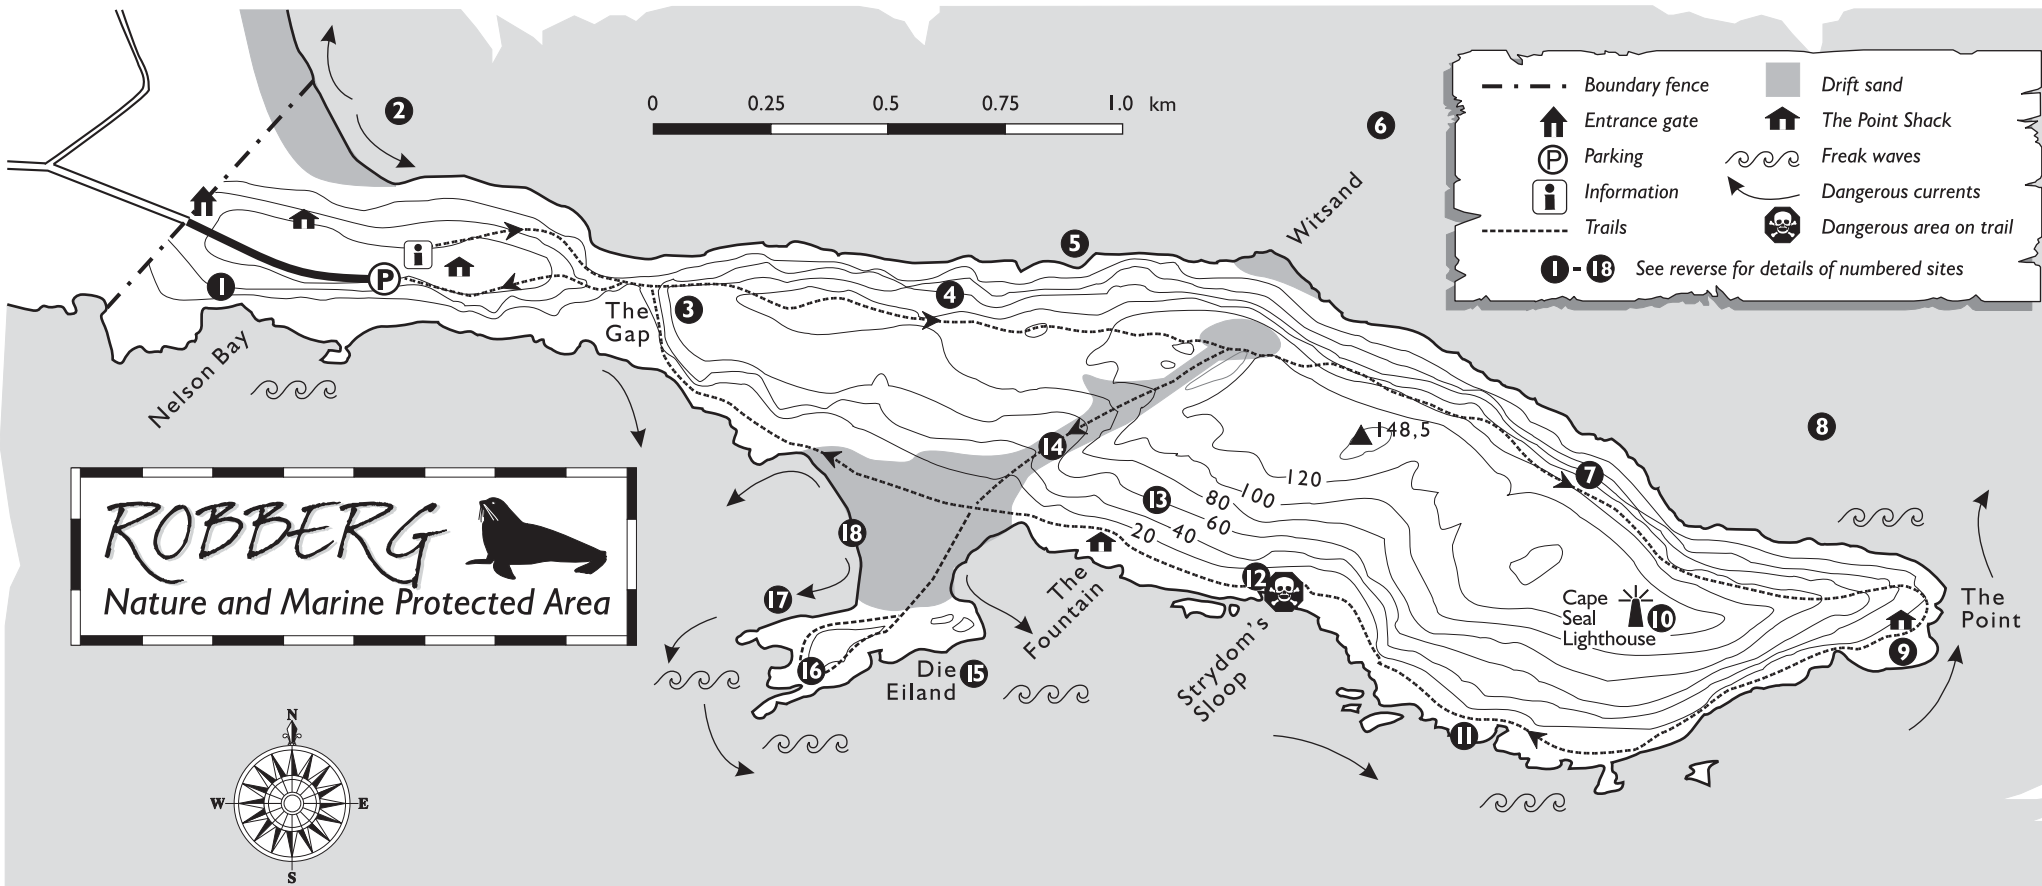 0 0.25 0.5 0.75 1.0 km
Boundary fence
Entrance gate
Parking
Information
Trails
Drift sand
The Point Shack
Freak waves
Dangerous currents
Dangerous area on trail
1 - 18 See reverse for details of numbered sites
P
i
2
6
Witsand
5
P
i
1
Nelson Bay
The
Gap
3
4
14
148,5
8
7
120
100
80
60
40
20
13
18
17
16
Die
Eiland
15
The
Fountain
12
Strydom's
Sloop
11
Cape
Seal
Lighthouse
10
9
The
Point
ROBBERG
Nature and Marine Protected Area
N
W E
S